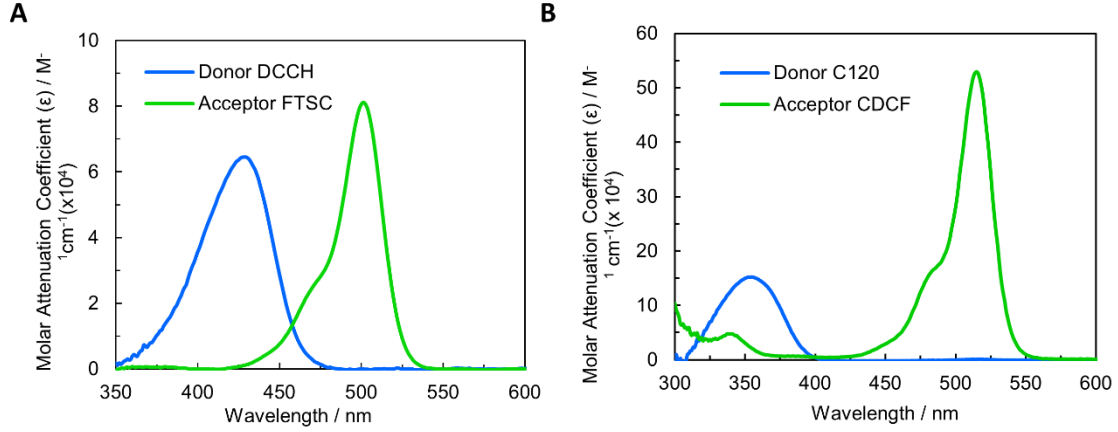 A
Molar Attenuation Coefficient (ε) / M-
1cm-1(x10⁴)
10
8
6
4
2
0
Donor DCCH
Acceptor FTSC
350 400 450 500 550 600
Wavelength / nm
B
Molar Attenuation Coefficient (ε) / M-
1 cm-1(x 10⁴)
60
50
40
30
20
15
10
0
Donor C120
Acceptor CDCF
300 350 400 450 500 550 600
Wavelength / nm